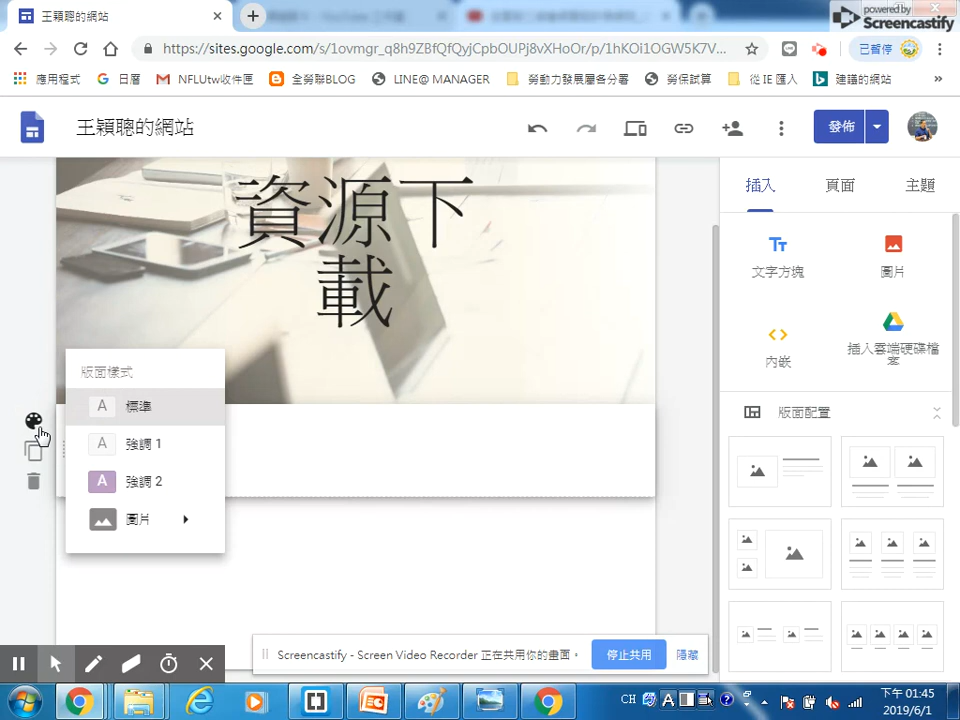 王穎聰的網站
powered by
Screencastify
https://sites.google.com/s/1ovmgr_q8h9ZBfQfQyjCpbOUPj8vXHoOr/p/1hKOi1OGW5K7V...
已暫停
應用程式
日曆
NFLUtw收件匣
全勞聯BLOG
LINE@ MANAGER
勞動力發展屬各分署
勞保試算
從 IE 匯入
建議的網站
»
王穎聰的網站
發佈
資源下
載
插入
頁面
主題
文字方塊
圖片
內嵌
插入雲端硬碟檔
案
版面配置
版面樣式
A 標準
A 強調 1
A 強調 2
圖片
Screencastify - Screen Video Recorder 正在共用你的畫面。
停止共用
隱藏
CH
下午 01:45
2019/6/1